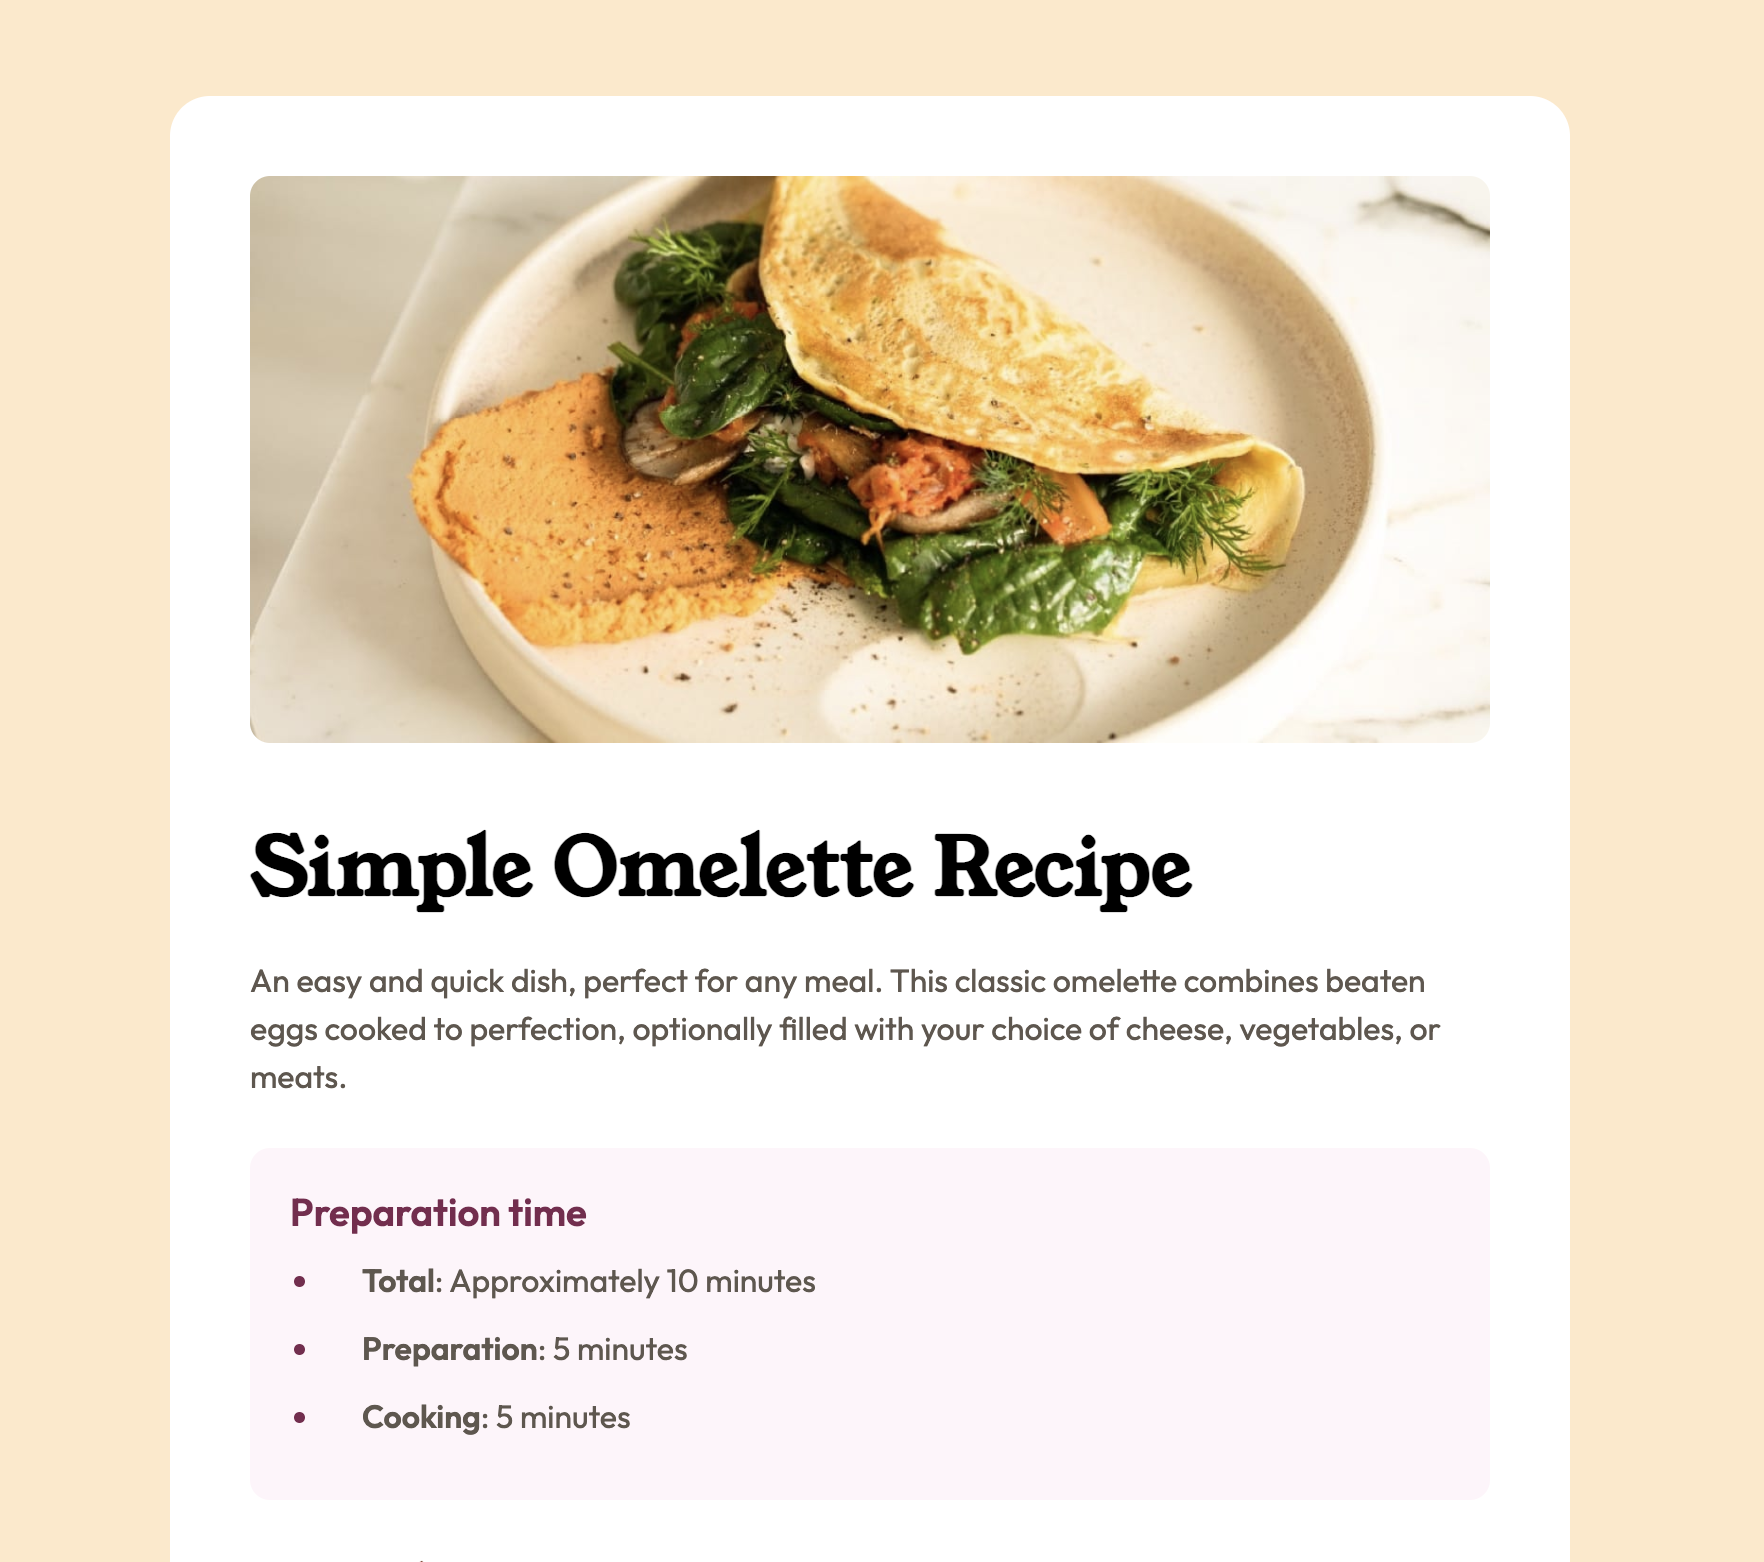 Simple Omelette Recipe
An easy and quick dish, perfect for any meal. This classic omelette combines beaten
eggs cooked to perfection, optionally filled with your choice of cheese, vegetables, or
meats.
Preparation time
• Total: Approximately 10 minutes
• Preparation: 5 minutes
• Cooking: 5 minutes